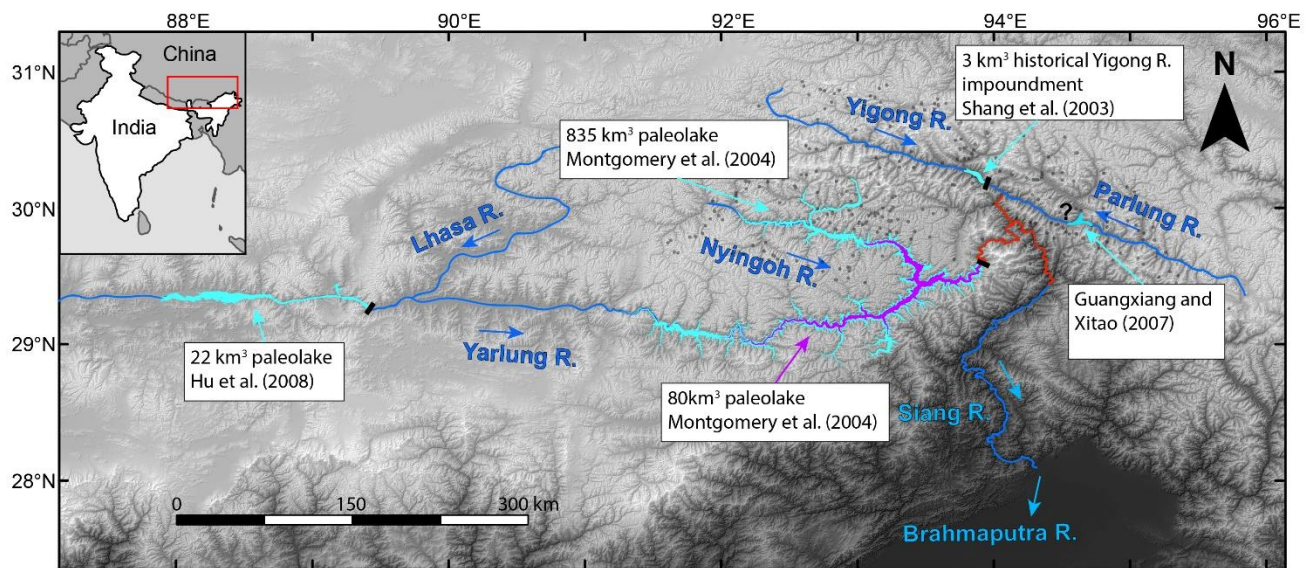 88°E
90°E
92°E
94°E
96°E
31°N
30°N
29°N
28°N
China
India
3 km³ historical Yigong R.
impoundment
Shang et al. (2003)
N
835 km³ paleolake
Montgomery et al. (2004)
Yigong R.
Parlung R.
?
Lhasa R.
Nyingoh R.
Guangxiang and
Xitao (2007)
22 km³ paleolake
Hu et al. (2008)
Yarlung R.
80km³ paleolake
Montgomery et al. (2004)
Siang R.
0
150
300 km
Brahmaputra R.